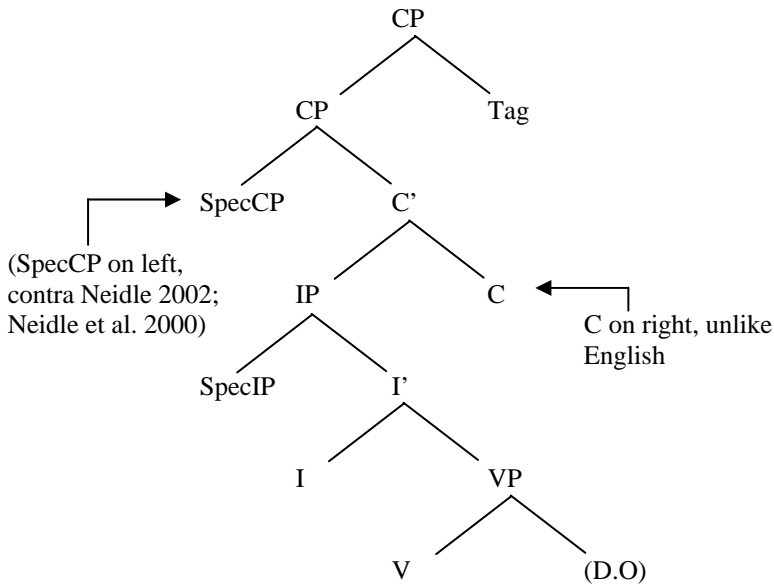 CP
CP Tag
SpecCP C’
(SpecCP on left,
contra Neidle 2002;
Neidle et al. 2000)
IP C
C on right, unlike
English
SpecIP I’
I VP
V (D.O)